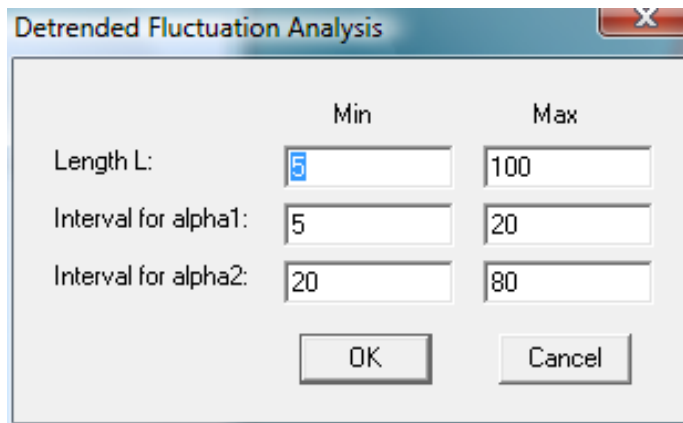 Detrended Fluctuation Analysis
Min Max
Length L: 5 100
Interval for alpha1: 5 20
Interval for alpha2: 20 80
OK Cancel